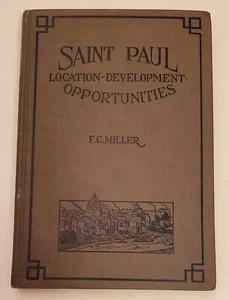 SAINT PAUL
LOCATION-DEVELOPMENT-
OPPORTUNITIES
F.C. MILLER